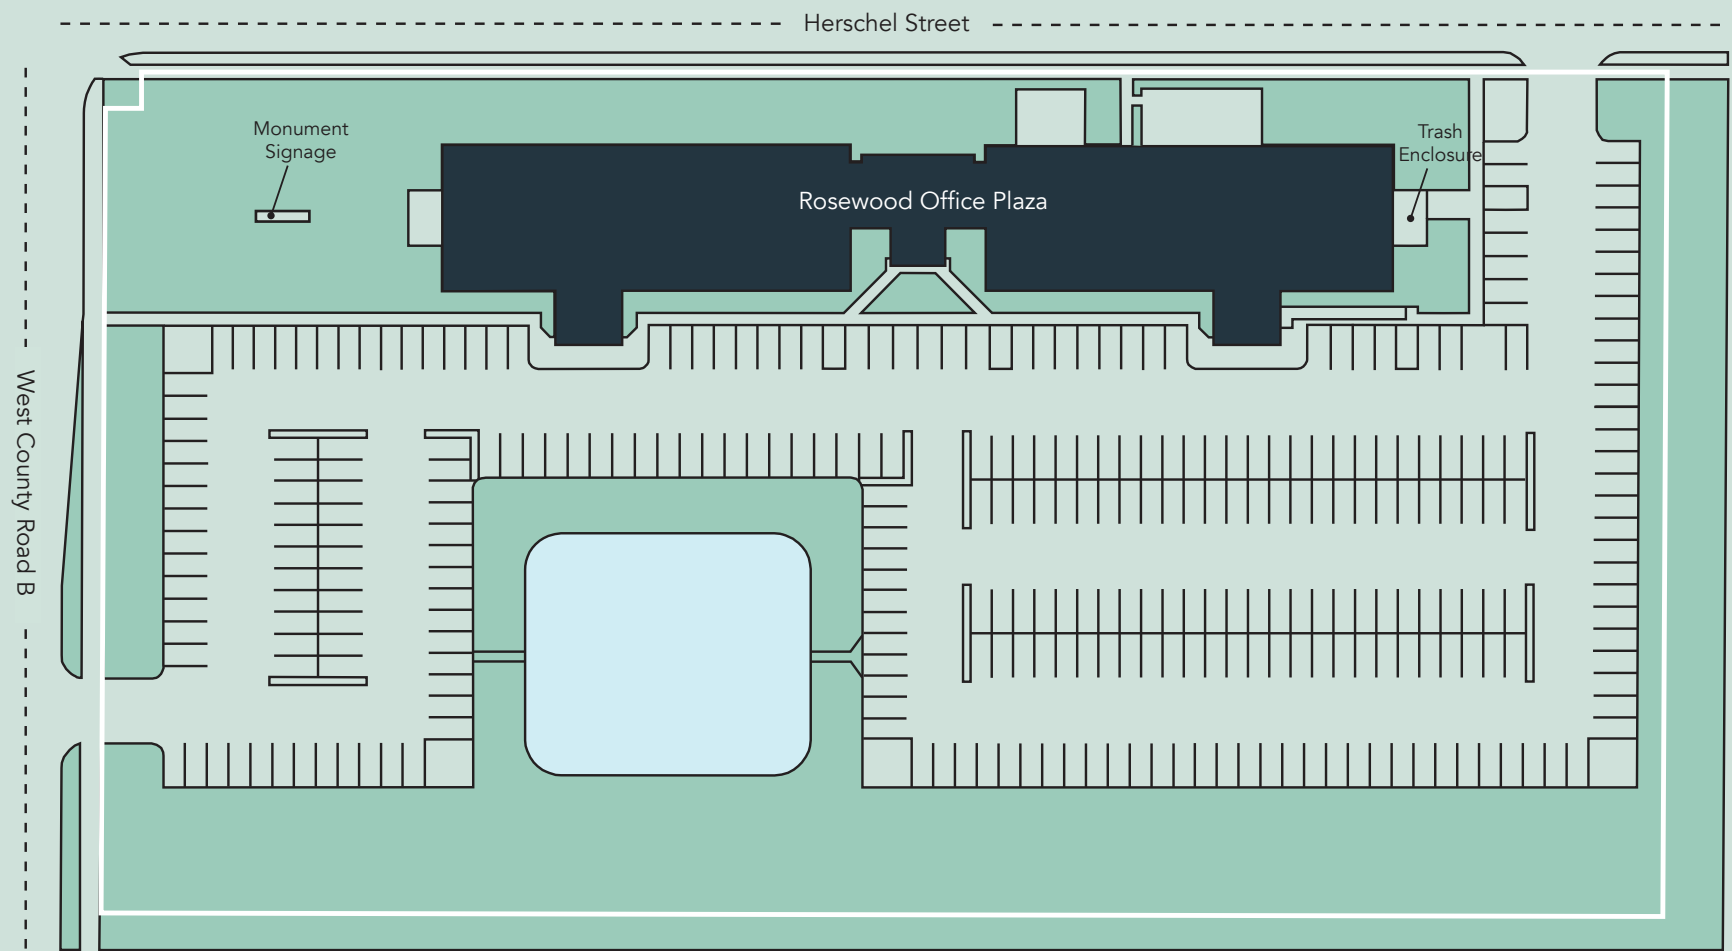 Herschel Street
Monument
Signage
Trash
Enclosure
Rosewood Office Plaza
West County Road B